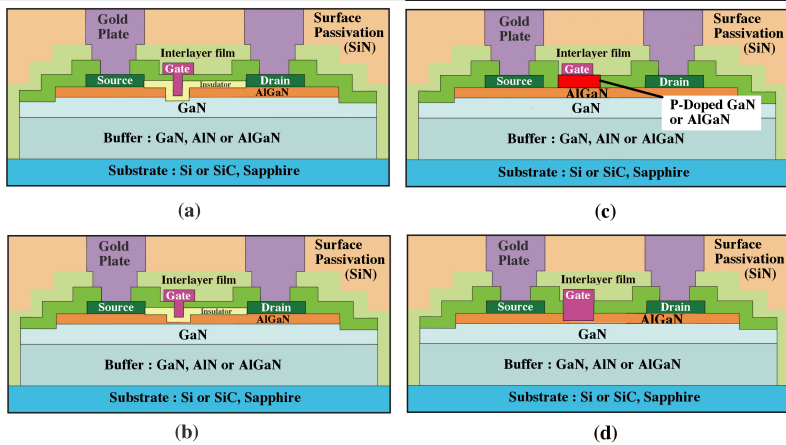 Gold
Plate
Surface
Passivation
(SiN)
Interlayer film
Gate
Source
Insulator
Drain
AlGaN
GaN
Buffer : GaN, AlN or AlGaN
Substrate : Si or SiC, Sapphire
(a)
Gold
Plate
Surface
Passivation
(SiN)
Interlayer film
Gate
Source
Drain
AlGaN
P-Doped GaN
or AlGaN
GaN
Buffer : GaN, AlN or AlGaN
Substrate : Si or SiC, Sapphire
(c)
Gold
Plate
Surface
Passivation
(SiN)
Interlayer film
Gate
Source
Insulator
Drain
AlGaN
GaN
Buffer : GaN, AlN or AlGaN
Substrate : Si or SiC, Sapphire
(b)
Gold
Plate
Surface
Passivation
(SiN)
Interlayer film
Gate
Source
Drain
AlGaN
GaN
Buffer : GaN, AlN or AlGaN
Substrate : Si or SiC, Sapphire
(d)